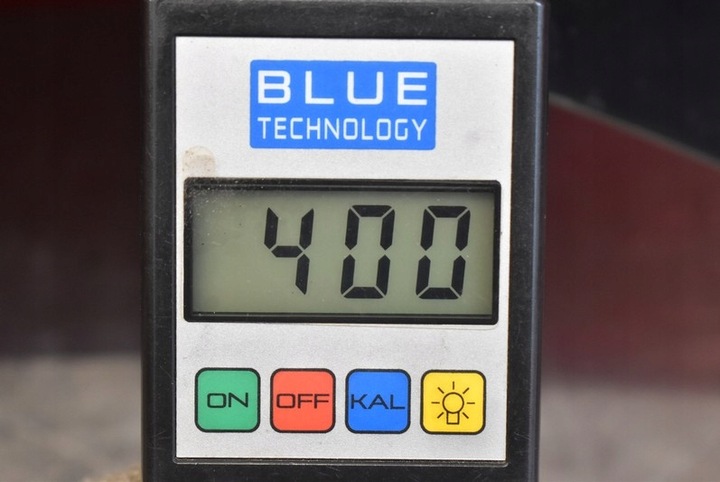 BLUE
TECHNOLOGY
400
ON OFF KAL